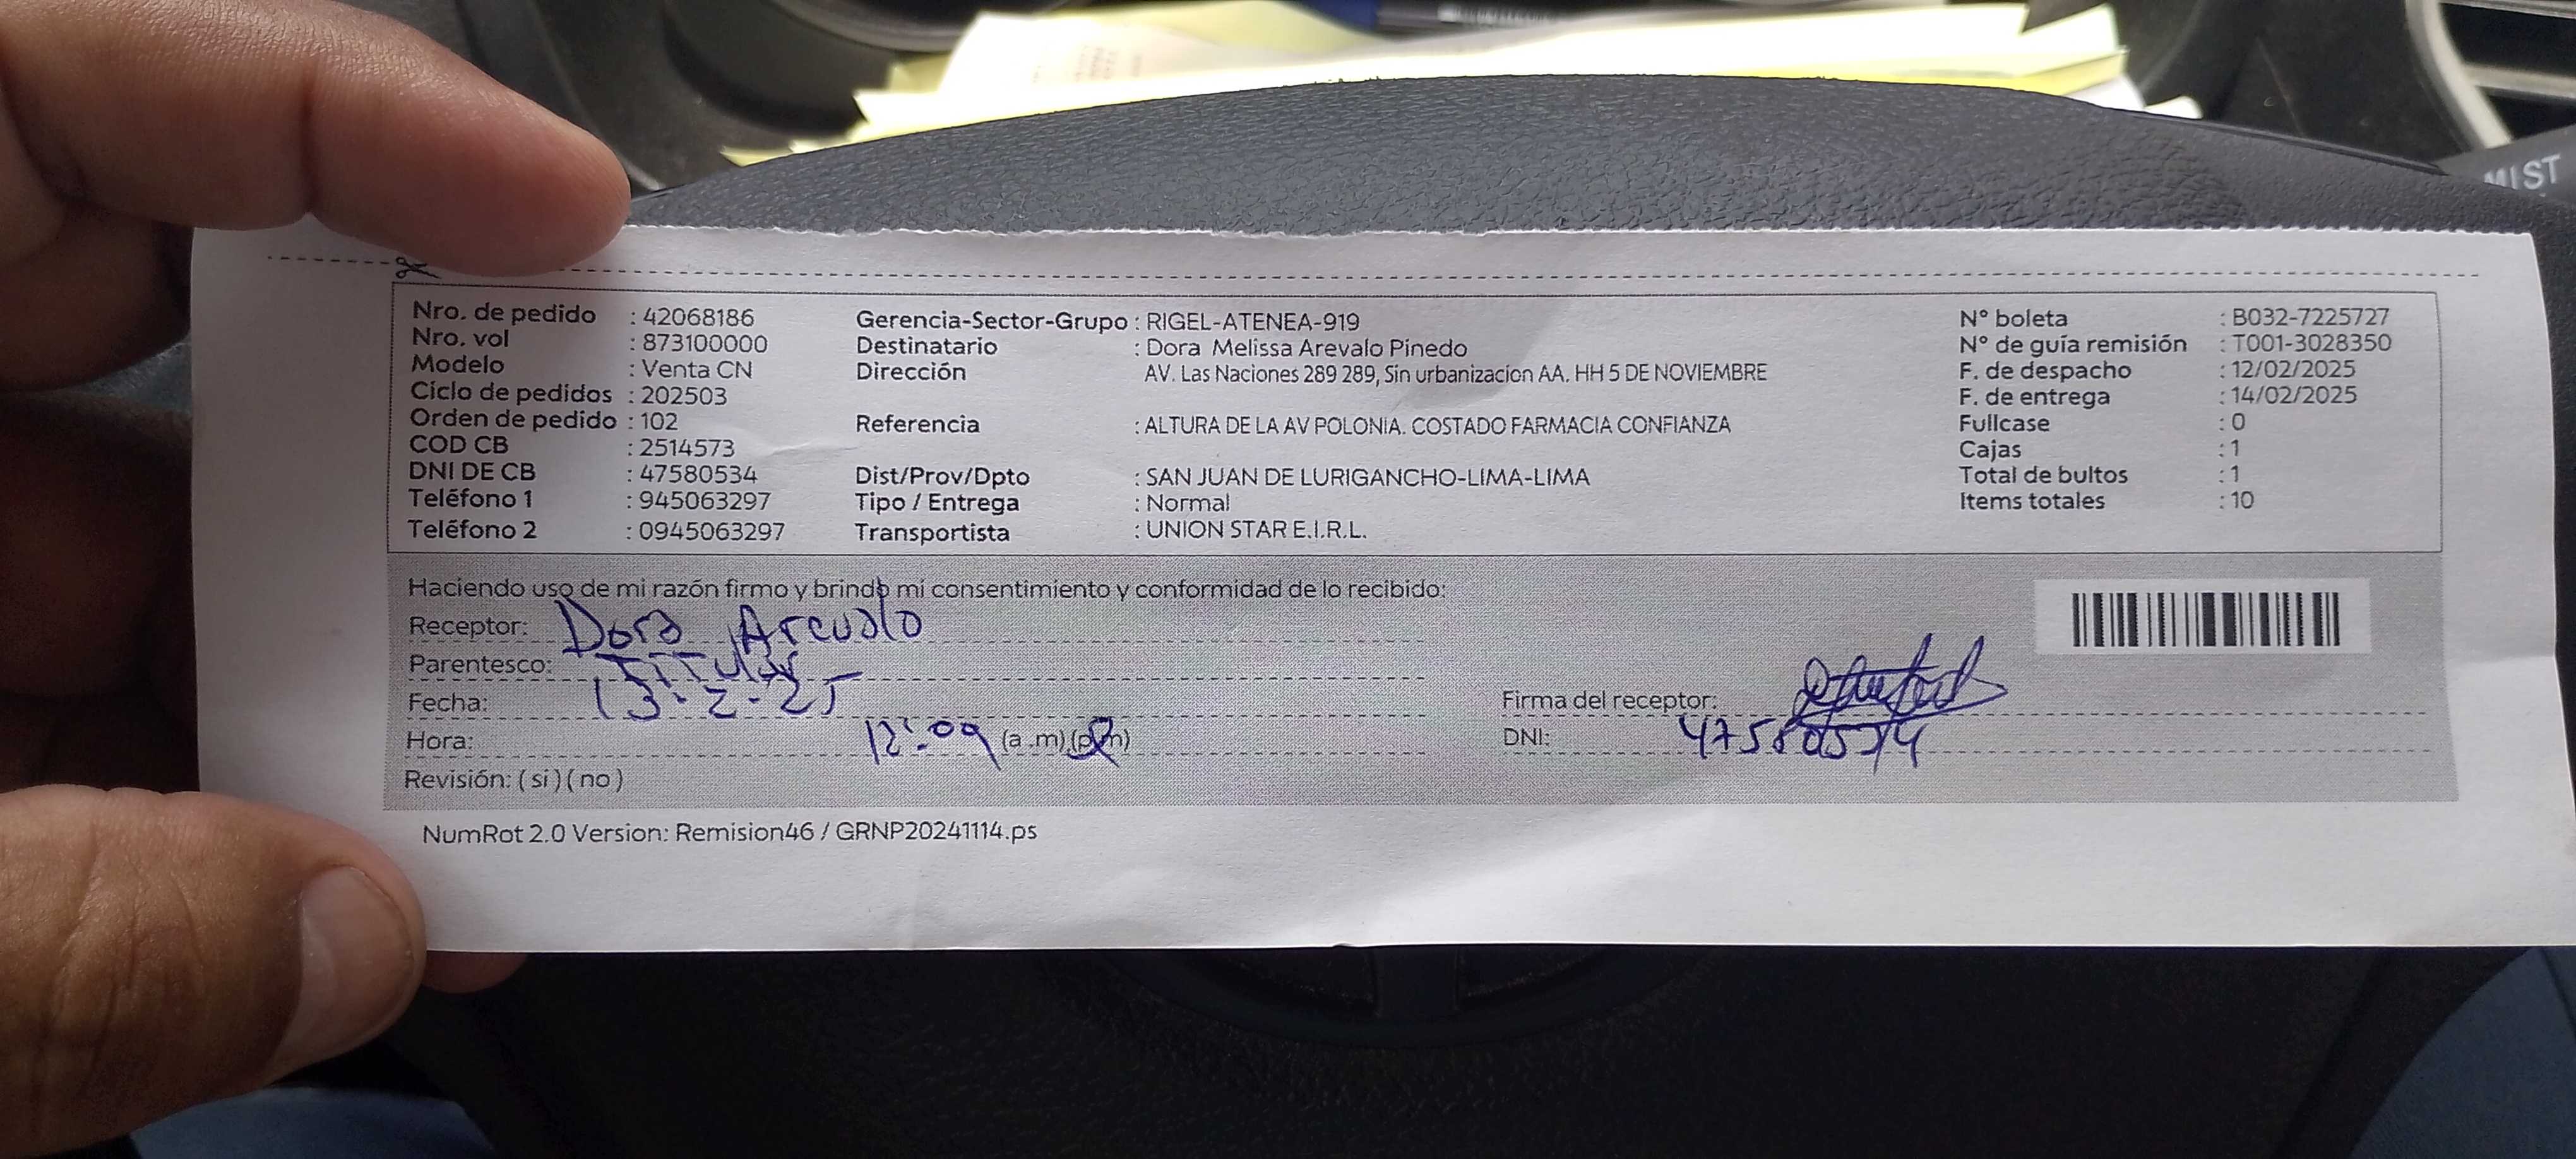 MIST
Nro. de pedido : 42068186
Nro. vol : 873100000
Modelo : Venta CN
Ciclo de pedidos : 202503
Orden de pedido : 102
COD CB : 2514573
DNI DE CB : 47580534
Teléfono 1 : 945063297
Teléfono 2 : 0945063297
Gerencia-Sector-Grupo : RIGEL-ATENEA-919
Destinatario : Dora Melissa Arevalo Pinedo
Dirección AV. Las Naciones 289 289, Sin urbanizacion AA. HH 5 DE NOVIEMBRE
Referencia : ALTURA DE LA AV POLONIA. COSTADO FARMACIA CONFIANZA
Dist/Prov/Dpto : SAN JUAN DE LURIGANCHO-LIMA-LIMA
Tipo / Entrega : Normal
Transportista : UNION STAR E.I.R.L.
N° boleta : B032-7225727
N° de guía remisión : T001-3028350
F. de despacho : 12/02/2025
F. de entrega : 14/02/2025
Fullcase : 0
Cajas : 1
Total de bultos : 1
Items totales : 10
Haciendo uso de mi razón firmo y brindo mi consentimiento y conformidad de lo recibido:
Receptor: Dora Arevalo
Parentesco: Titular
Fecha: 13-2-25
Hora: 12:09 (a .m) (p.m)
Revisión: ( si ) ( no )
Firma del receptor:
DNI: 47580534
NumRot 2.0 Version: Remision46 / GRNP20241114.ps